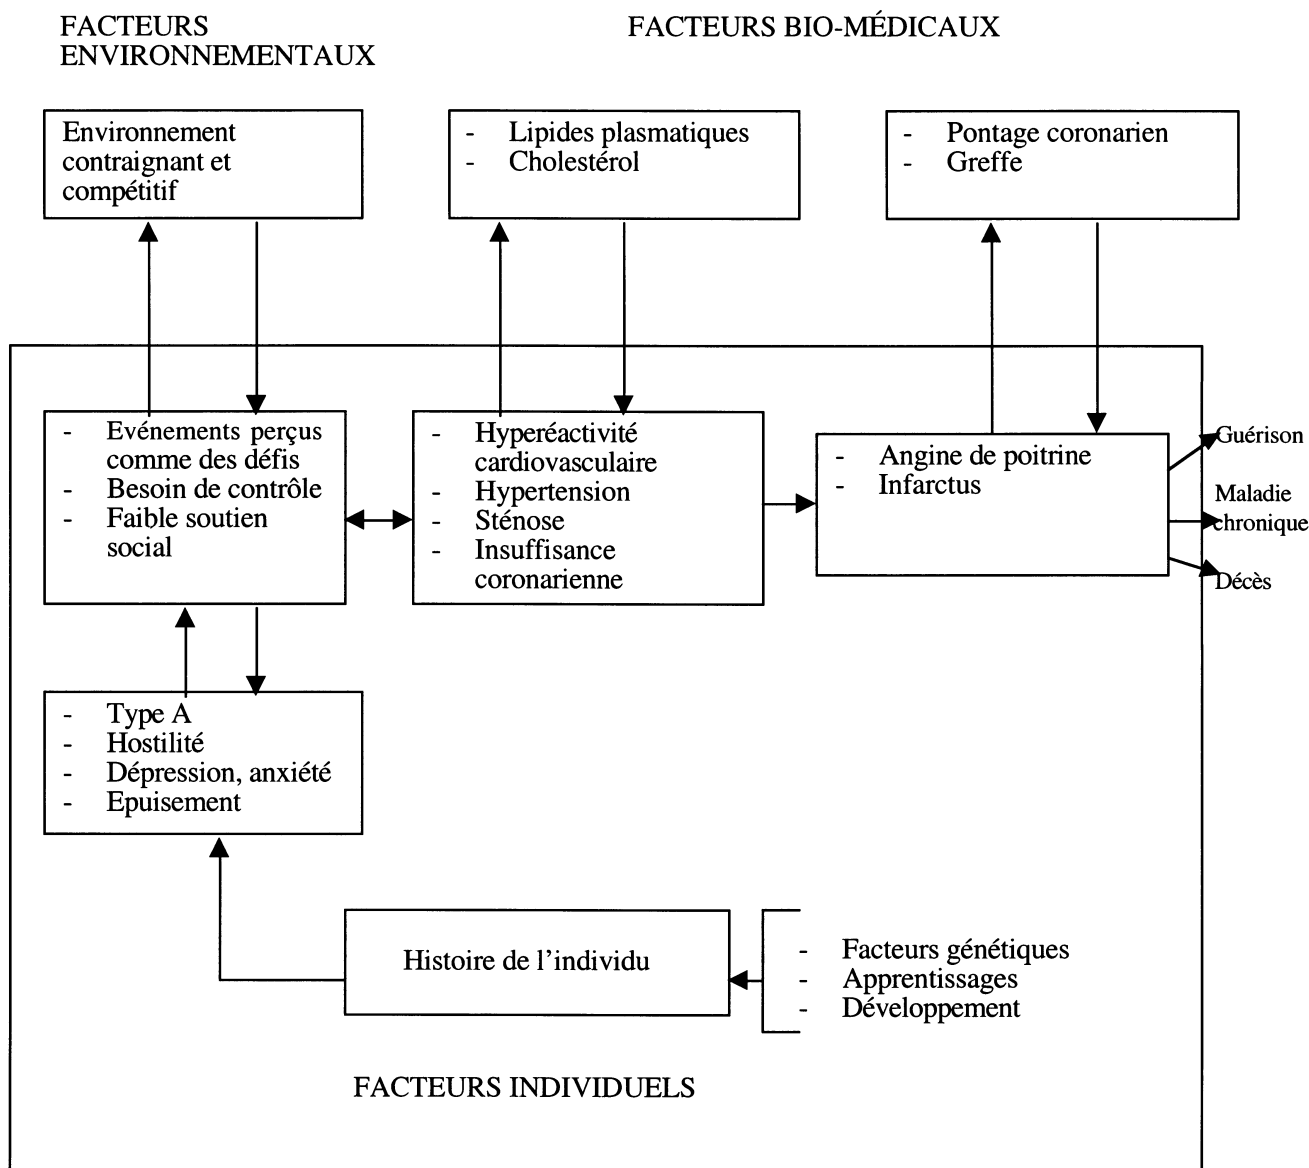 FACTEURS
ENVIRONNEMENTAUX
FACTEURS BIO-MÉDICAUX
Environnement
contraignant et
compétitif
- Lipides plasmatiques
- Cholestérol
- Pontage coronarien
- Greffe
- Evénements perçus
comme des défis
- Besoin de contrôle
- Faible soutien
social
- Hyperéactivité
cardiovasculaire
- Hypertension
- Sténose
- Insuffisance
coronarienne
- Angine de poitrine
- Infarctus
Guérison
Maladie
chronique
Décès
- Type A
- Hostilité
- Dépression, anxiété
- Epuisement
Histoire de l’individu
- Facteurs génétiques
- Apprentissages
- Développement
FACTEURS INDIVIDUELS